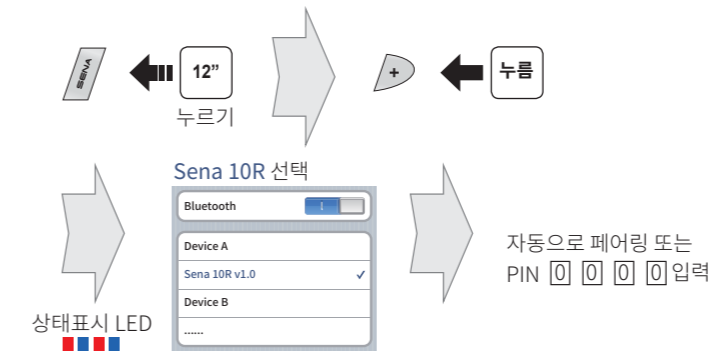 SENA
12”
누르기
+
누름
상태표시 LED
Sena 10R 선택
Bluetooth
I
Device A
Sena 10R v1.0 ✓
Device B
......
자동으로 페어링 또는
PIN 0 0 0 0 입력